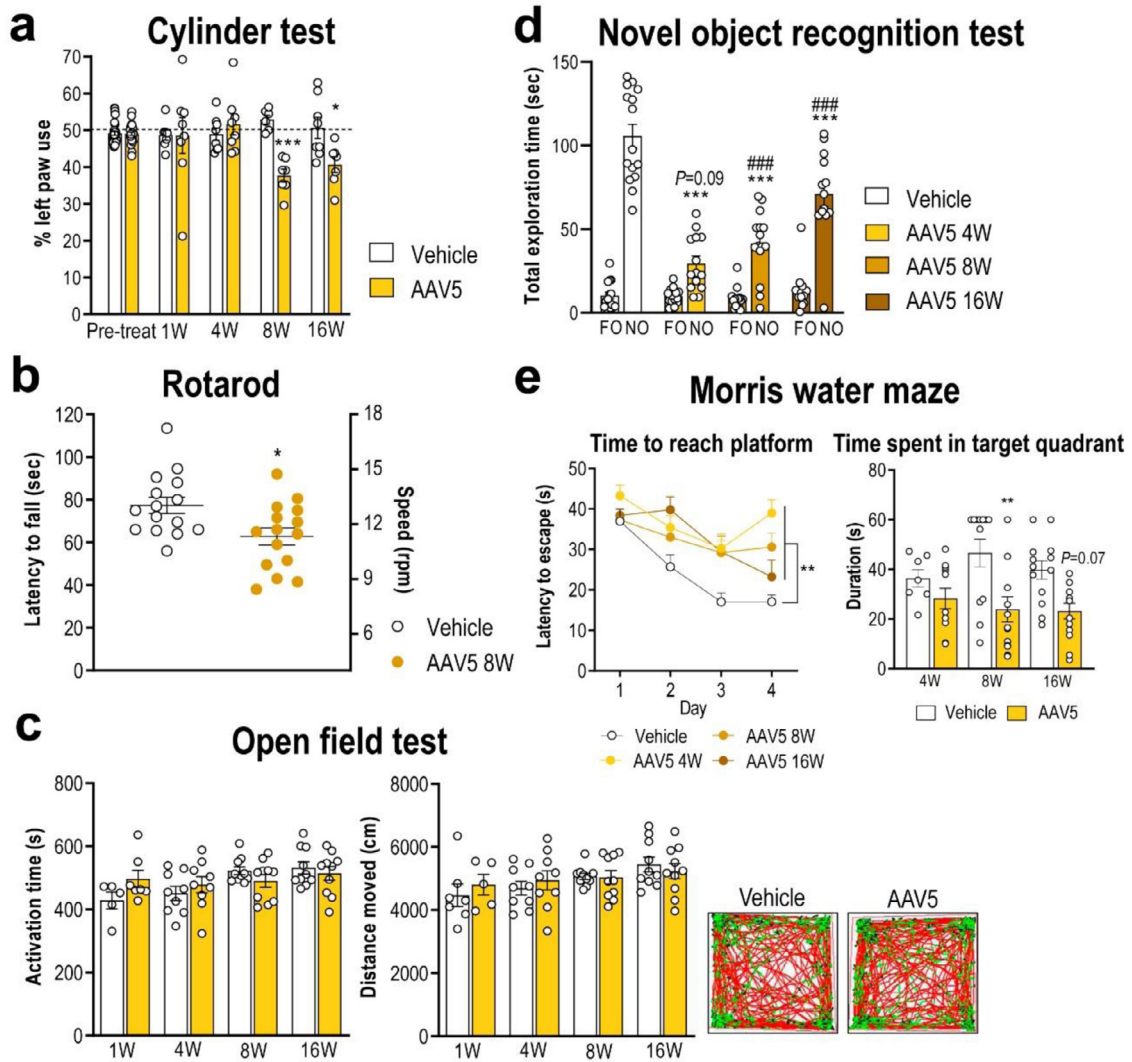 a
Cylinder test
% left paw use
70
60
50
40
30
20
10
0
***
*
Pre-treat 1W 4W 8W 16W
Vehicle
AAV5
b
Rotarod
Latency to fall (sec)
120
100
80
60
40
20
0
*
18
15
12
9
6
Speed (rpm)
Vehicle
AAV5 8W
c
Open field test
Activation time (s)
800
600
400
200
0
1W 4W 8W 16W
Distance moved (cm)
8000
6000
4000
2000
0
1W 4W 8W 16W
Vehicle AAV5
d
Novel object recognition test
Total exploration time (sec)
150
100
50
0
P=0.09
***
###
***
###
***
FO NO FO NO FO NO FO NO
Vehicle
AAV5 4W
AAV5 8W
AAV5 16W
e
Morris water maze
Time to reach platform
Latency to escape (s)
50
40
30
20
10
0
**
1 2 3 4
Day
Vehicle AAV5 8W
AAV5 4W AAV5 16W
Time spent in target quadrant
Duration (s)
60
40
20
0
**
P=0.07
4W 8W 16W
Vehicle AAV5